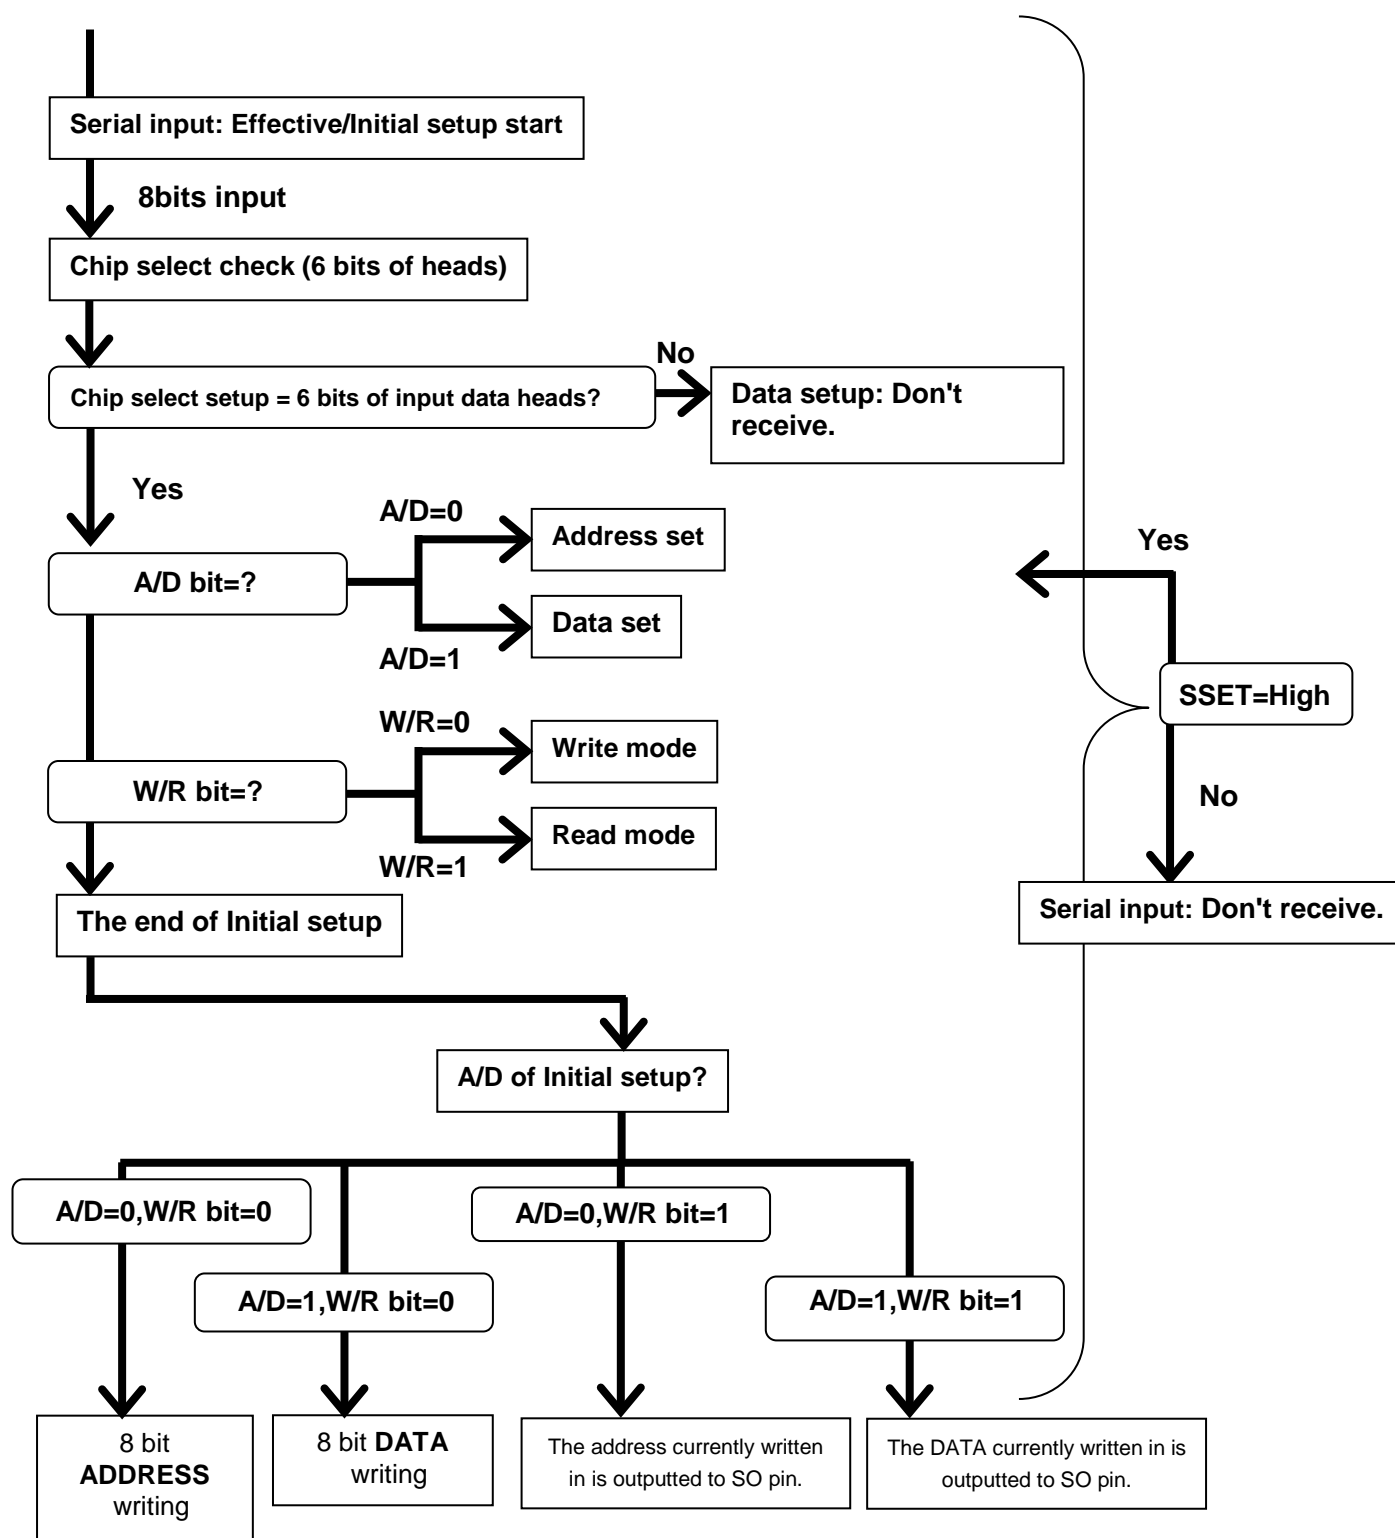 Serial input: Effective/Initial setup start
8bits input
Chip select check (6 bits of heads)
No
Chip select setup = 6 bits of input data heads?
Data setup: Don't
receive.
Yes
A/D=0
Address set
A/D bit=?
Data set
A/D=1
W/R=0
Write mode
W/R bit=?
Read mode
W/R=1
The end of Initial setup
Yes
SSET=High
No
Serial input: Don't receive.
A/D of Initial setup?
A/D=0,W/R bit=0
A/D=1,W/R bit=0
A/D=0,W/R bit=1
A/D=1,W/R bit=1
8 bit
ADDRESS
writing
8 bit DATA
writing
The address currently written
in is outputted to SO pin.
The DATA currently written in is
outputted to SO pin.